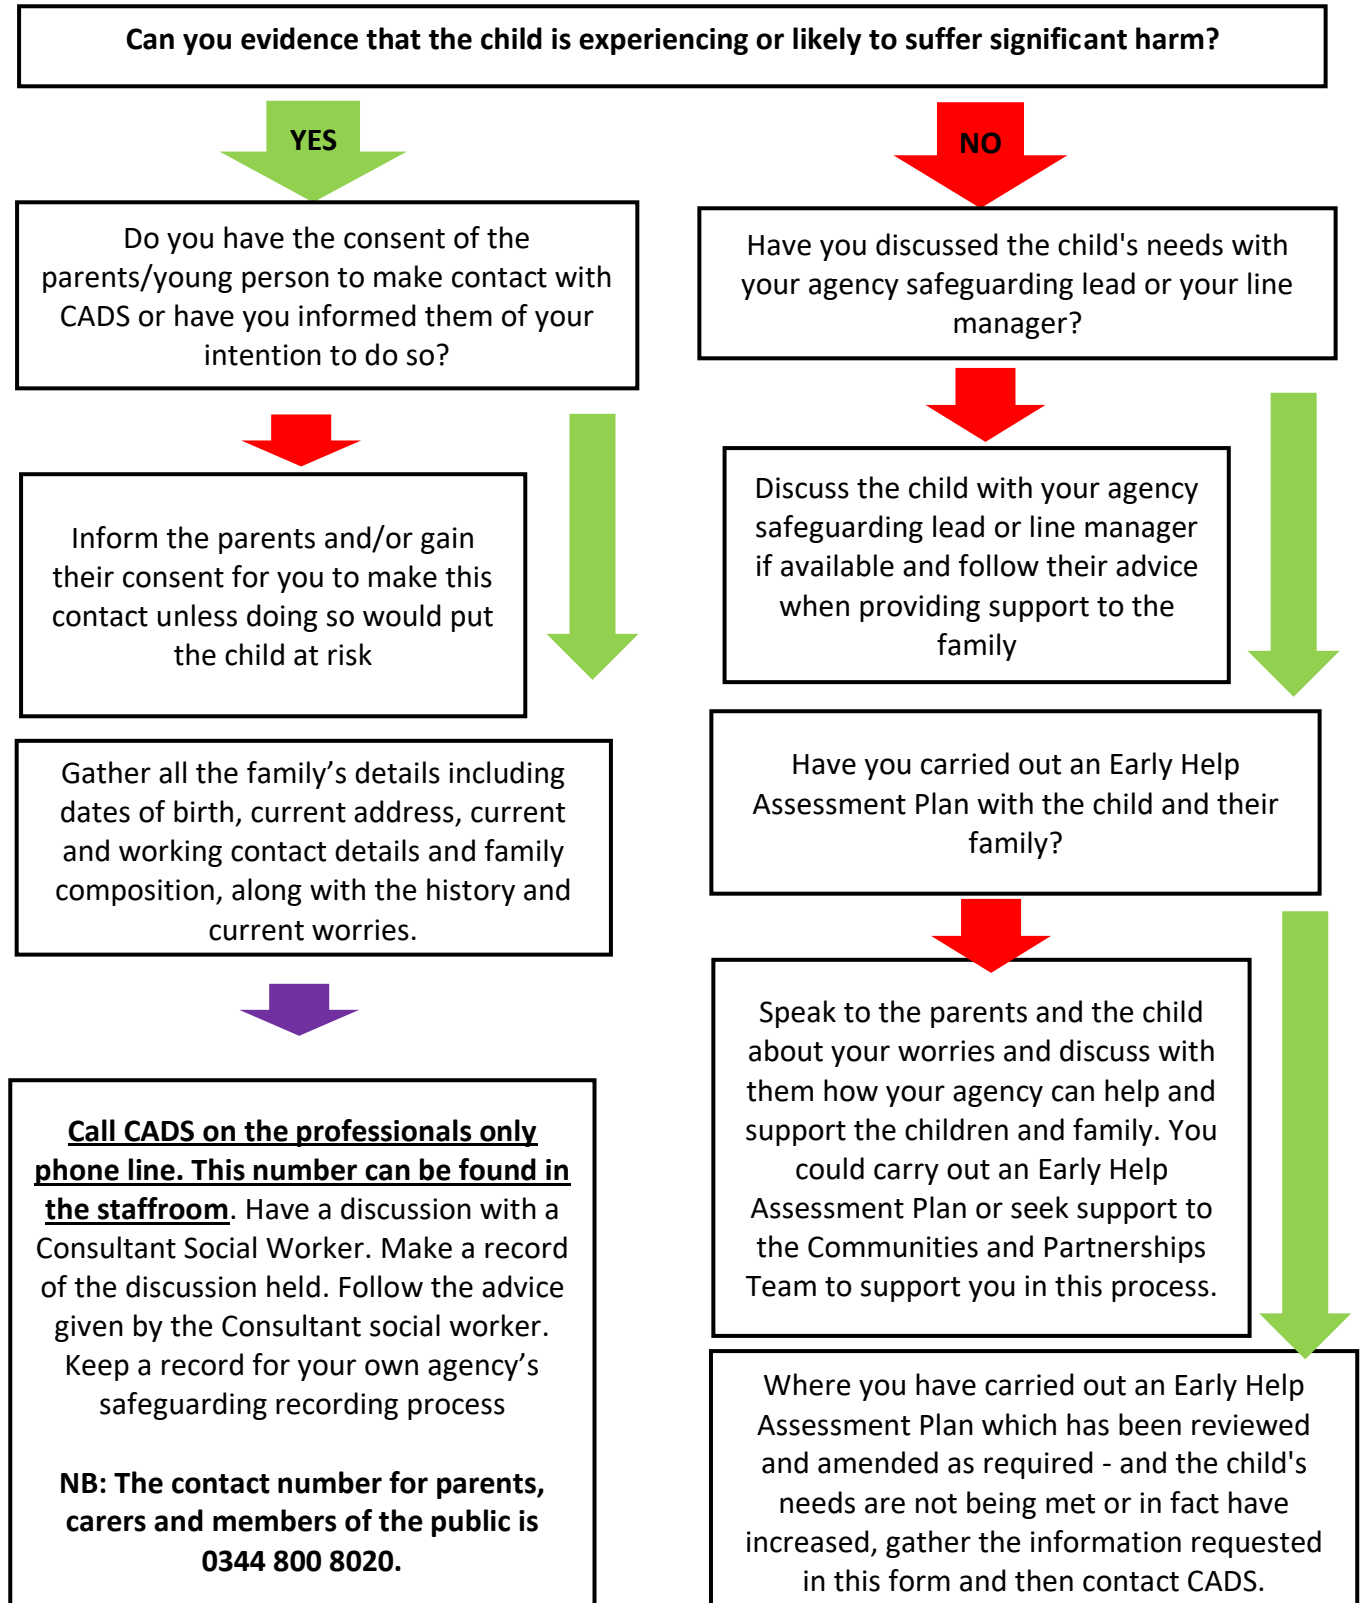 Can you evidence that the child is experiencing or likely to suffer significant harm?
YES
NO
Do you have the consent of the
parents/young person to make contact with
CADS or have you informed them of your
intention to do so?
Inform the parents and/or gain
their consent for you to make this
contact unless doing so would put
the child at risk
Gather all the family’s details including
dates of birth, current address, current
and working contact details and family
composition, along with the history and
current worries.
Call CADS on the professionals only
phone line. This number can be found in
the staffroom. Have a discussion with a
Consultant Social Worker. Make a record
of the discussion held. Follow the advice
given by the Consultant social worker.
Keep a record for your own agency’s
safeguarding recording process
NB: The contact number for parents,
carers and members of the public is
0344 800 8020.
Have you discussed the child's needs with
your agency safeguarding lead or your line
manager?
Discuss the child with your agency
safeguarding lead or line manager
if available and follow their advice
when providing support to the
family
Have you carried out an Early Help
Assessment Plan with the child and their
family?
Speak to the parents and the child
about your worries and discuss with
them how your agency can help and
support the children and family. You
could carry out an Early Help
Assessment Plan or seek support to
the Communities and Partnerships
Team to support you in this process.
Where you have carried out an Early Help
Assessment Plan which has been reviewed
and amended as required - and the child's
needs are not being met or in fact have
increased, gather the information requested
in this form and then contact CADS.